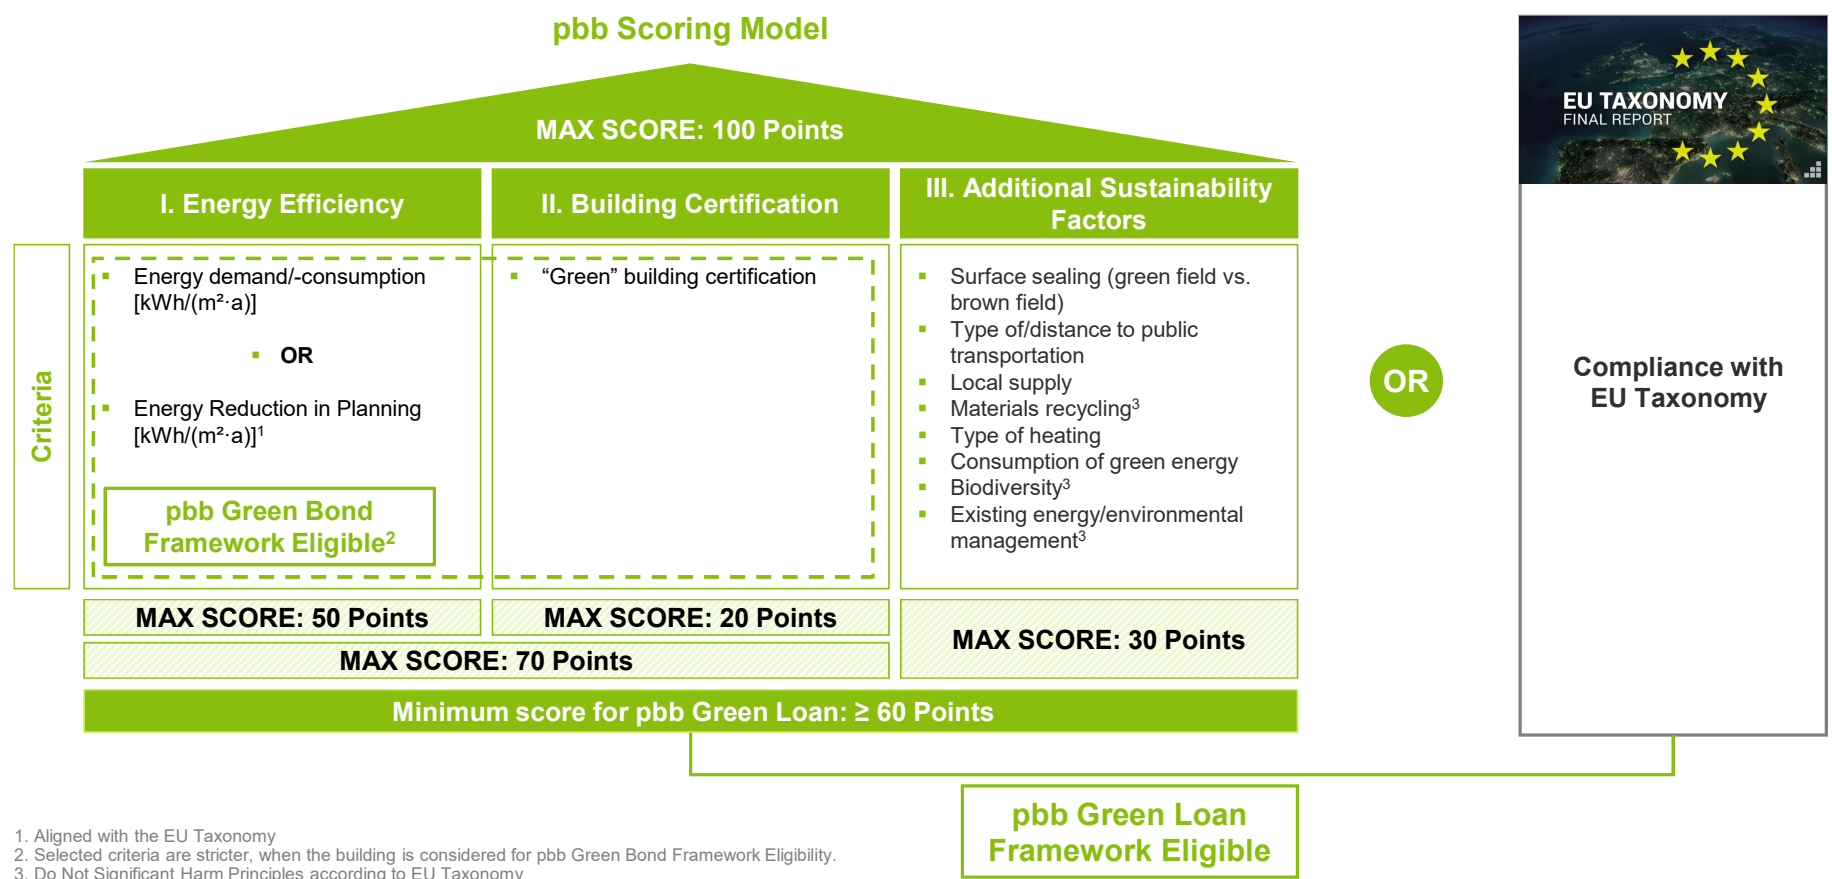 pbb Scoring Model
MAX SCORE: 100 Points
I. Energy Efficiency
II. Building Certification
III. Additional Sustainability
Factors
Criteria
▪ Energy demand/-consumption
[kWh/(m²·a)]
▪ OR
▪ Energy Reduction in Planning
[kWh/(m²·a)]¹
pbb Green Bond
Framework Eligible²
▪ “Green” building certification
▪ Surface sealing (green field vs.
brown field)
▪ Type of/distance to public
transportation
▪ Local supply
▪ Materials recycling³
▪ Type of heating
▪ Consumption of green energy
▪ Biodiversity³
▪ Existing energy/environmental
management³
MAX SCORE: 50 Points
MAX SCORE: 20 Points
MAX SCORE: 70 Points
MAX SCORE: 30 Points
Minimum score for pbb Green Loan: ≥ 60 Points
OR
EU TAXONOMY
FINAL REPORT
Compliance with
EU Taxonomy
pbb Green Loan
Framework Eligible
1. Aligned with the EU Taxonomy
2. Selected criteria are stricter, when the building is considered for pbb Green Bond Framework Eligibility.
3. Do Not Significant Harm Principles according to EU Taxonomy